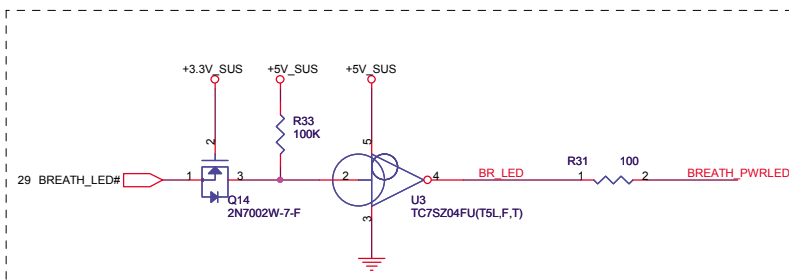 +3.3V_SUS +5V_SUS +5V_SUS
R33
100K
2
5
29 BREATH_LED# 1 3 2 4 BR_LED R31 100 BREATH_PWRLED
1 2
Q14
2N7002W-7-F
U3
TC7SZ04FU(T5L,F,T)
3